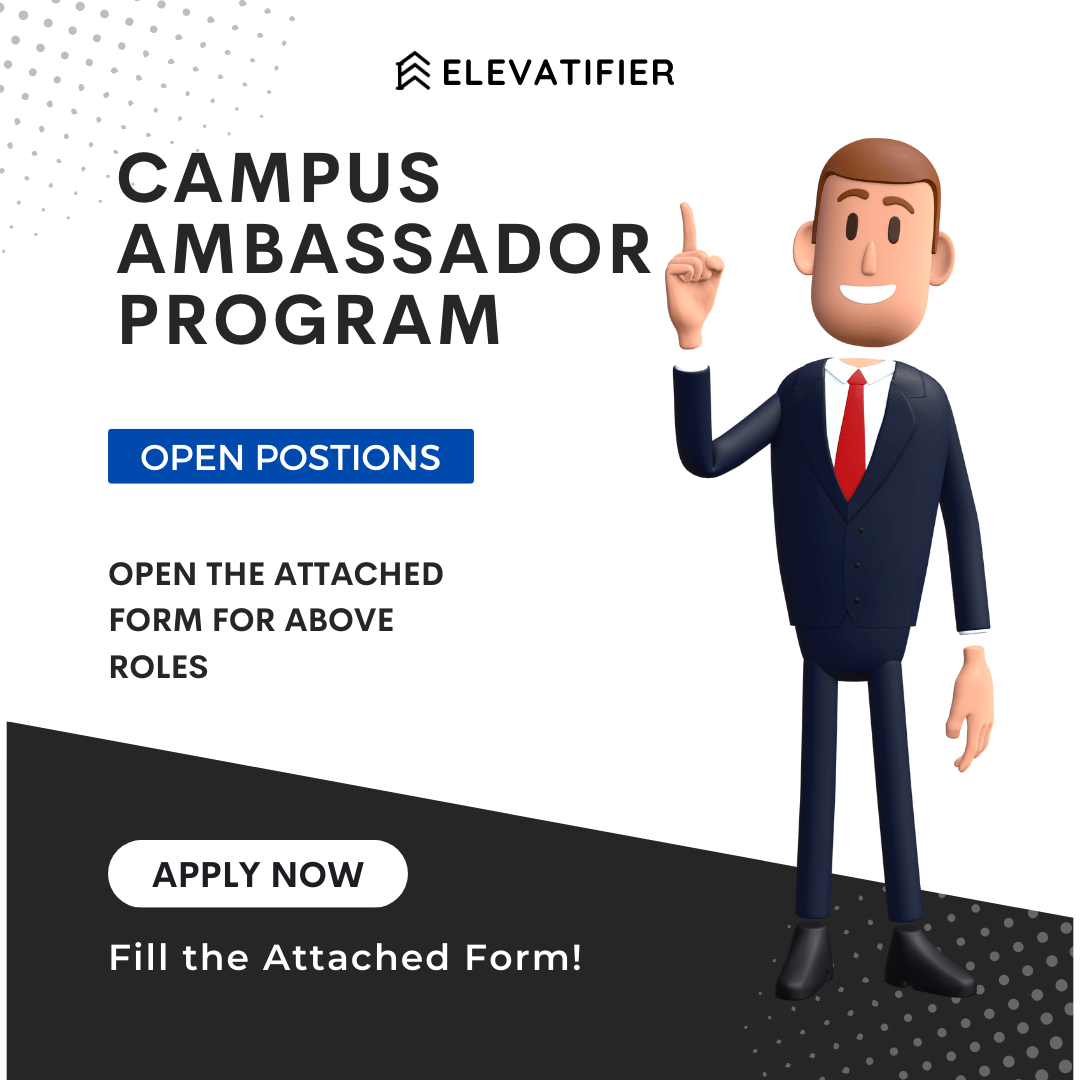 ELEVATIFIER
CAMPUS
AMBASSADOR
PROGRAM
OPEN POSTIONS
OPEN THE ATTACHED
FORM FOR ABOVE
ROLES
APPLY NOW
Fill the Attached Form!